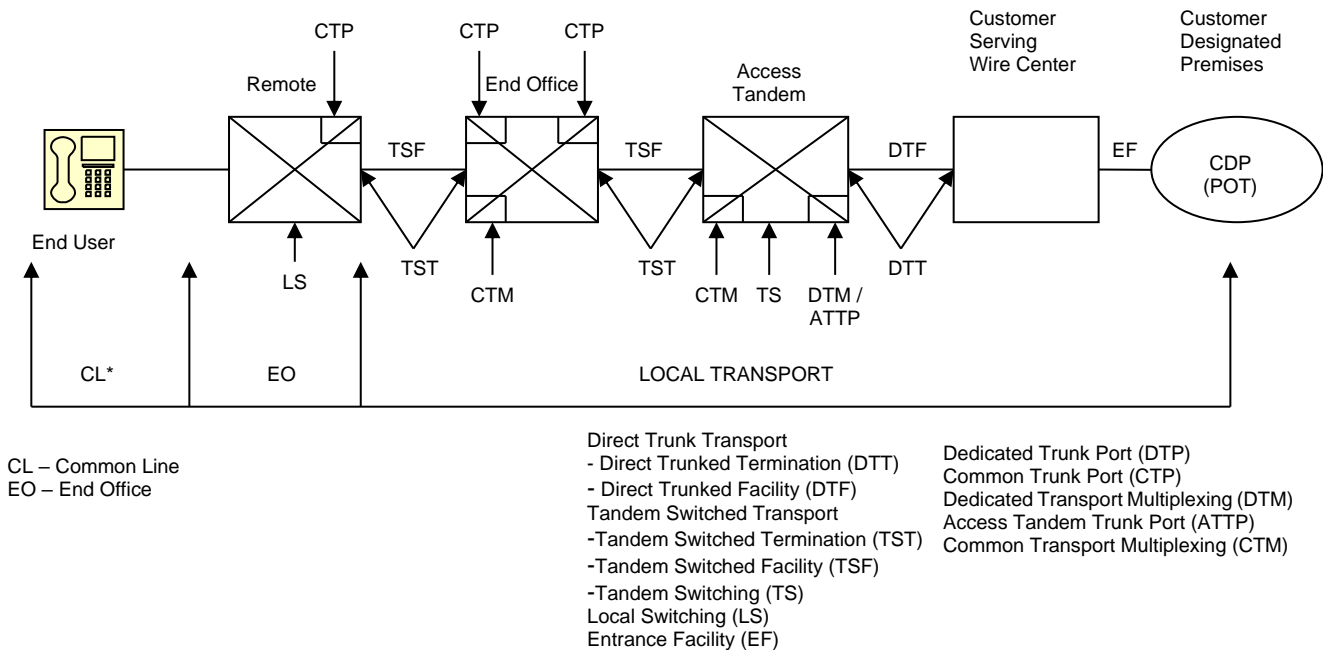 CTP
CTP
CTP
Customer
Serving
Wire Center
Customer
Designated
Premises
Remote
End Office
Access
Tandem
TSF
TSF
DTF
EF
CDP
(POT)
End User
LS
TST
CTM
TST
CTM
TS
DTM /
ATTP
DTT
CL*
EO
LOCAL TRANSPORT
CL – Common Line
EO – End Office
Direct Trunk Transport
- Direct Trunked Termination (DTT)
- Direct Trunked Facility (DTF)
Tandem Switched Transport
-Tandem Switched Termination (TST)
-Tandem Switched Facility (TSF)
-Tandem Switching (TS)
Local Switching (LS)
Entrance Facility (EF)
Dedicated Trunk Port (DTP)
Common Trunk Port (CTP)
Dedicated Transport Multiplexing (DTM)
Access Tandem Trunk Port (ATTP)
Common Transport Multiplexing (CTM)